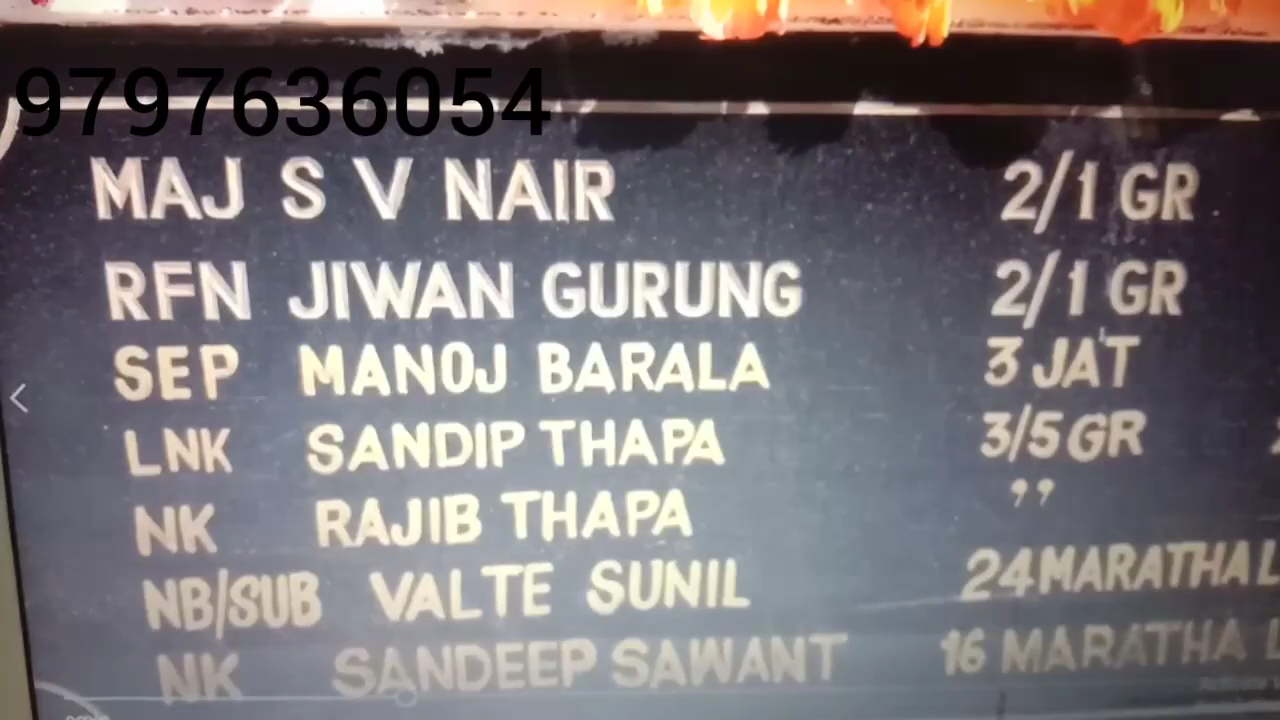 9797636054
MAJ S V NAIR 2/1 GR
RFN JIWAN GURUNG 2/1 GR
SEP MANOJ BARALA 3 JAT
LNK SANDIP THAPA 3/5 GR
NK RAJIB THAPA ”
NB/SUB VALTE SUNIL 24 MARATHA L
NK SANDEEP SAWANT 16 MARATHA L